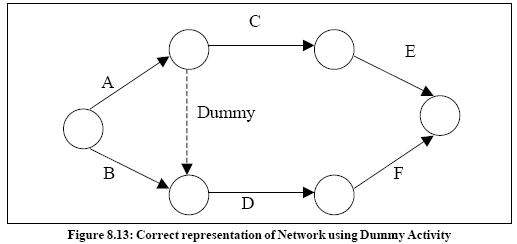 C
E
A
Dummy
B
F
D
Figure 8.13: Correct representation of Network using Dummy Activity